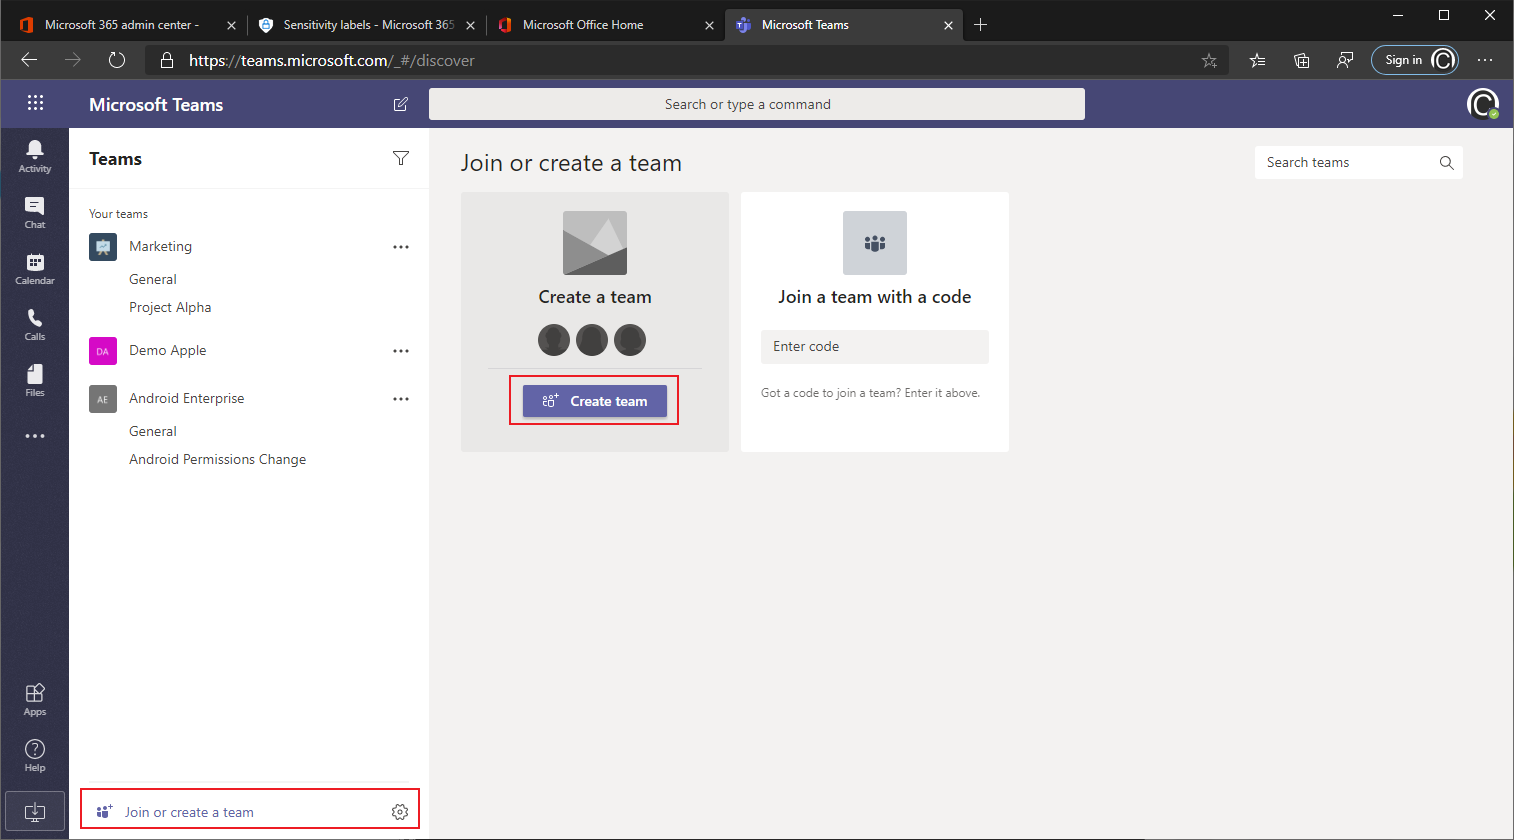 Microsoft 365 admin center -
Sensitivity labels - Microsoft 365
Microsoft Office Home
Microsoft Teams
https://teams.microsoft.com/_#/discover
Sign in
Microsoft Teams
Search or type a command
Activity
Chat
Calendar
Calls
Files
Apps
Help
Teams
Your teams
Marketing
General
Project Alpha
DA
Demo Apple
AE
Android Enterprise
General
Android Permissions Change
Join or create a team
Join or create a team
Search teams
Create a team
Create team
Join a team with a code
Enter code
Got a code to join a team? Enter it above.